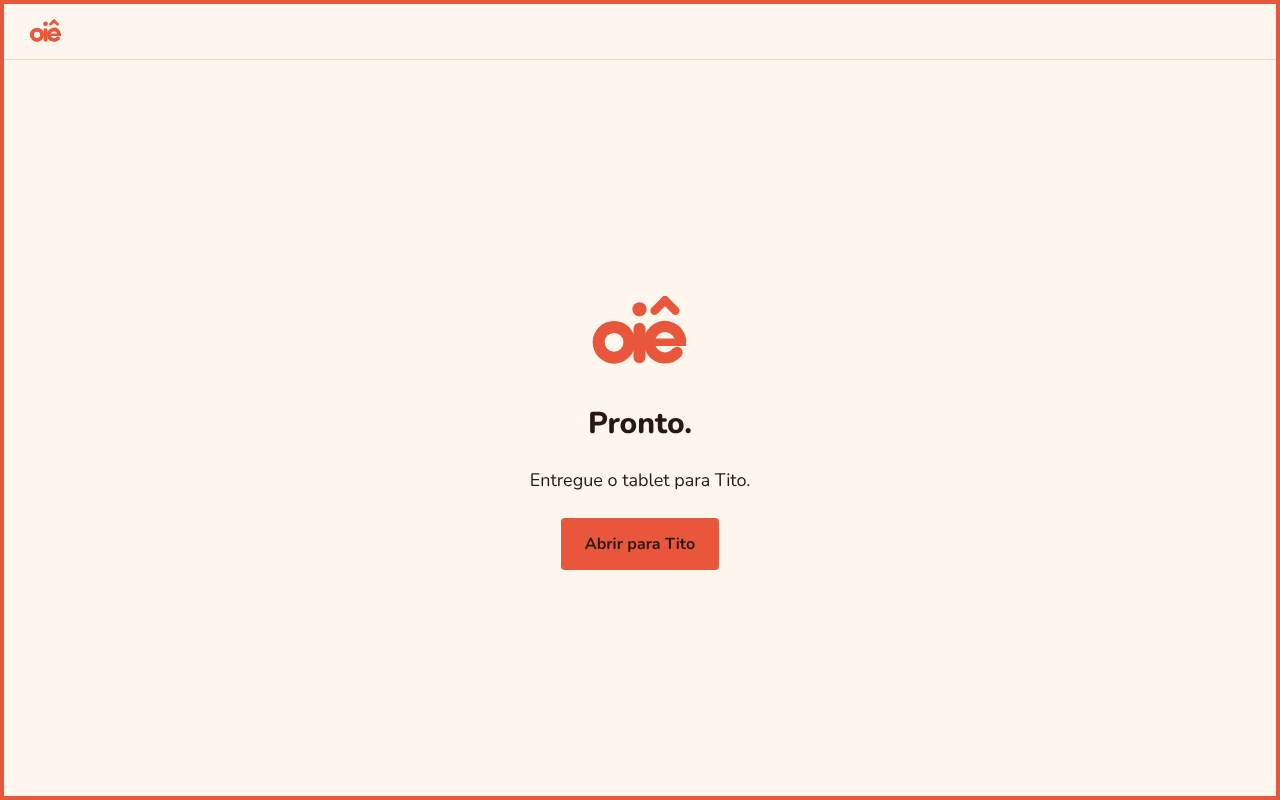 oiê
oiê
Pronto.
Entregue o tablet para Tito.
Abrir para Tito